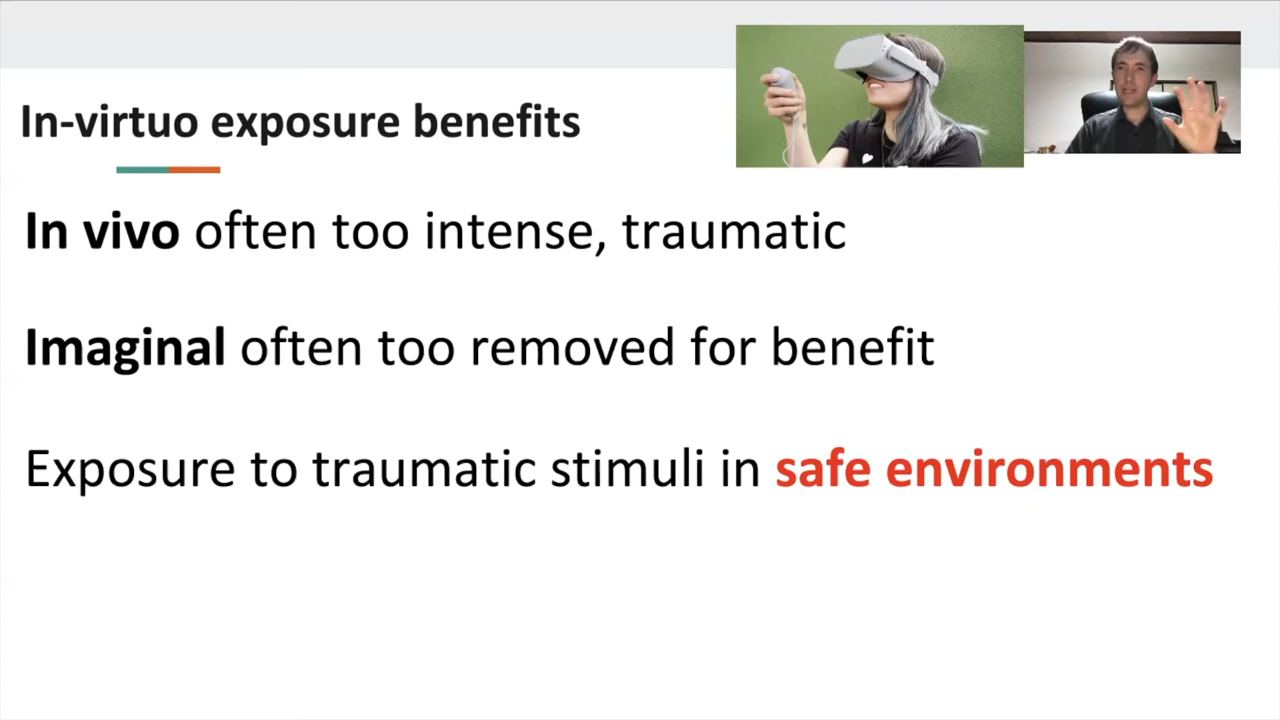 In-virtuo exposure benefits
In vivo often too intense, traumatic
Imaginal often too removed for benefit
Exposure to traumatic stimuli in safe environments